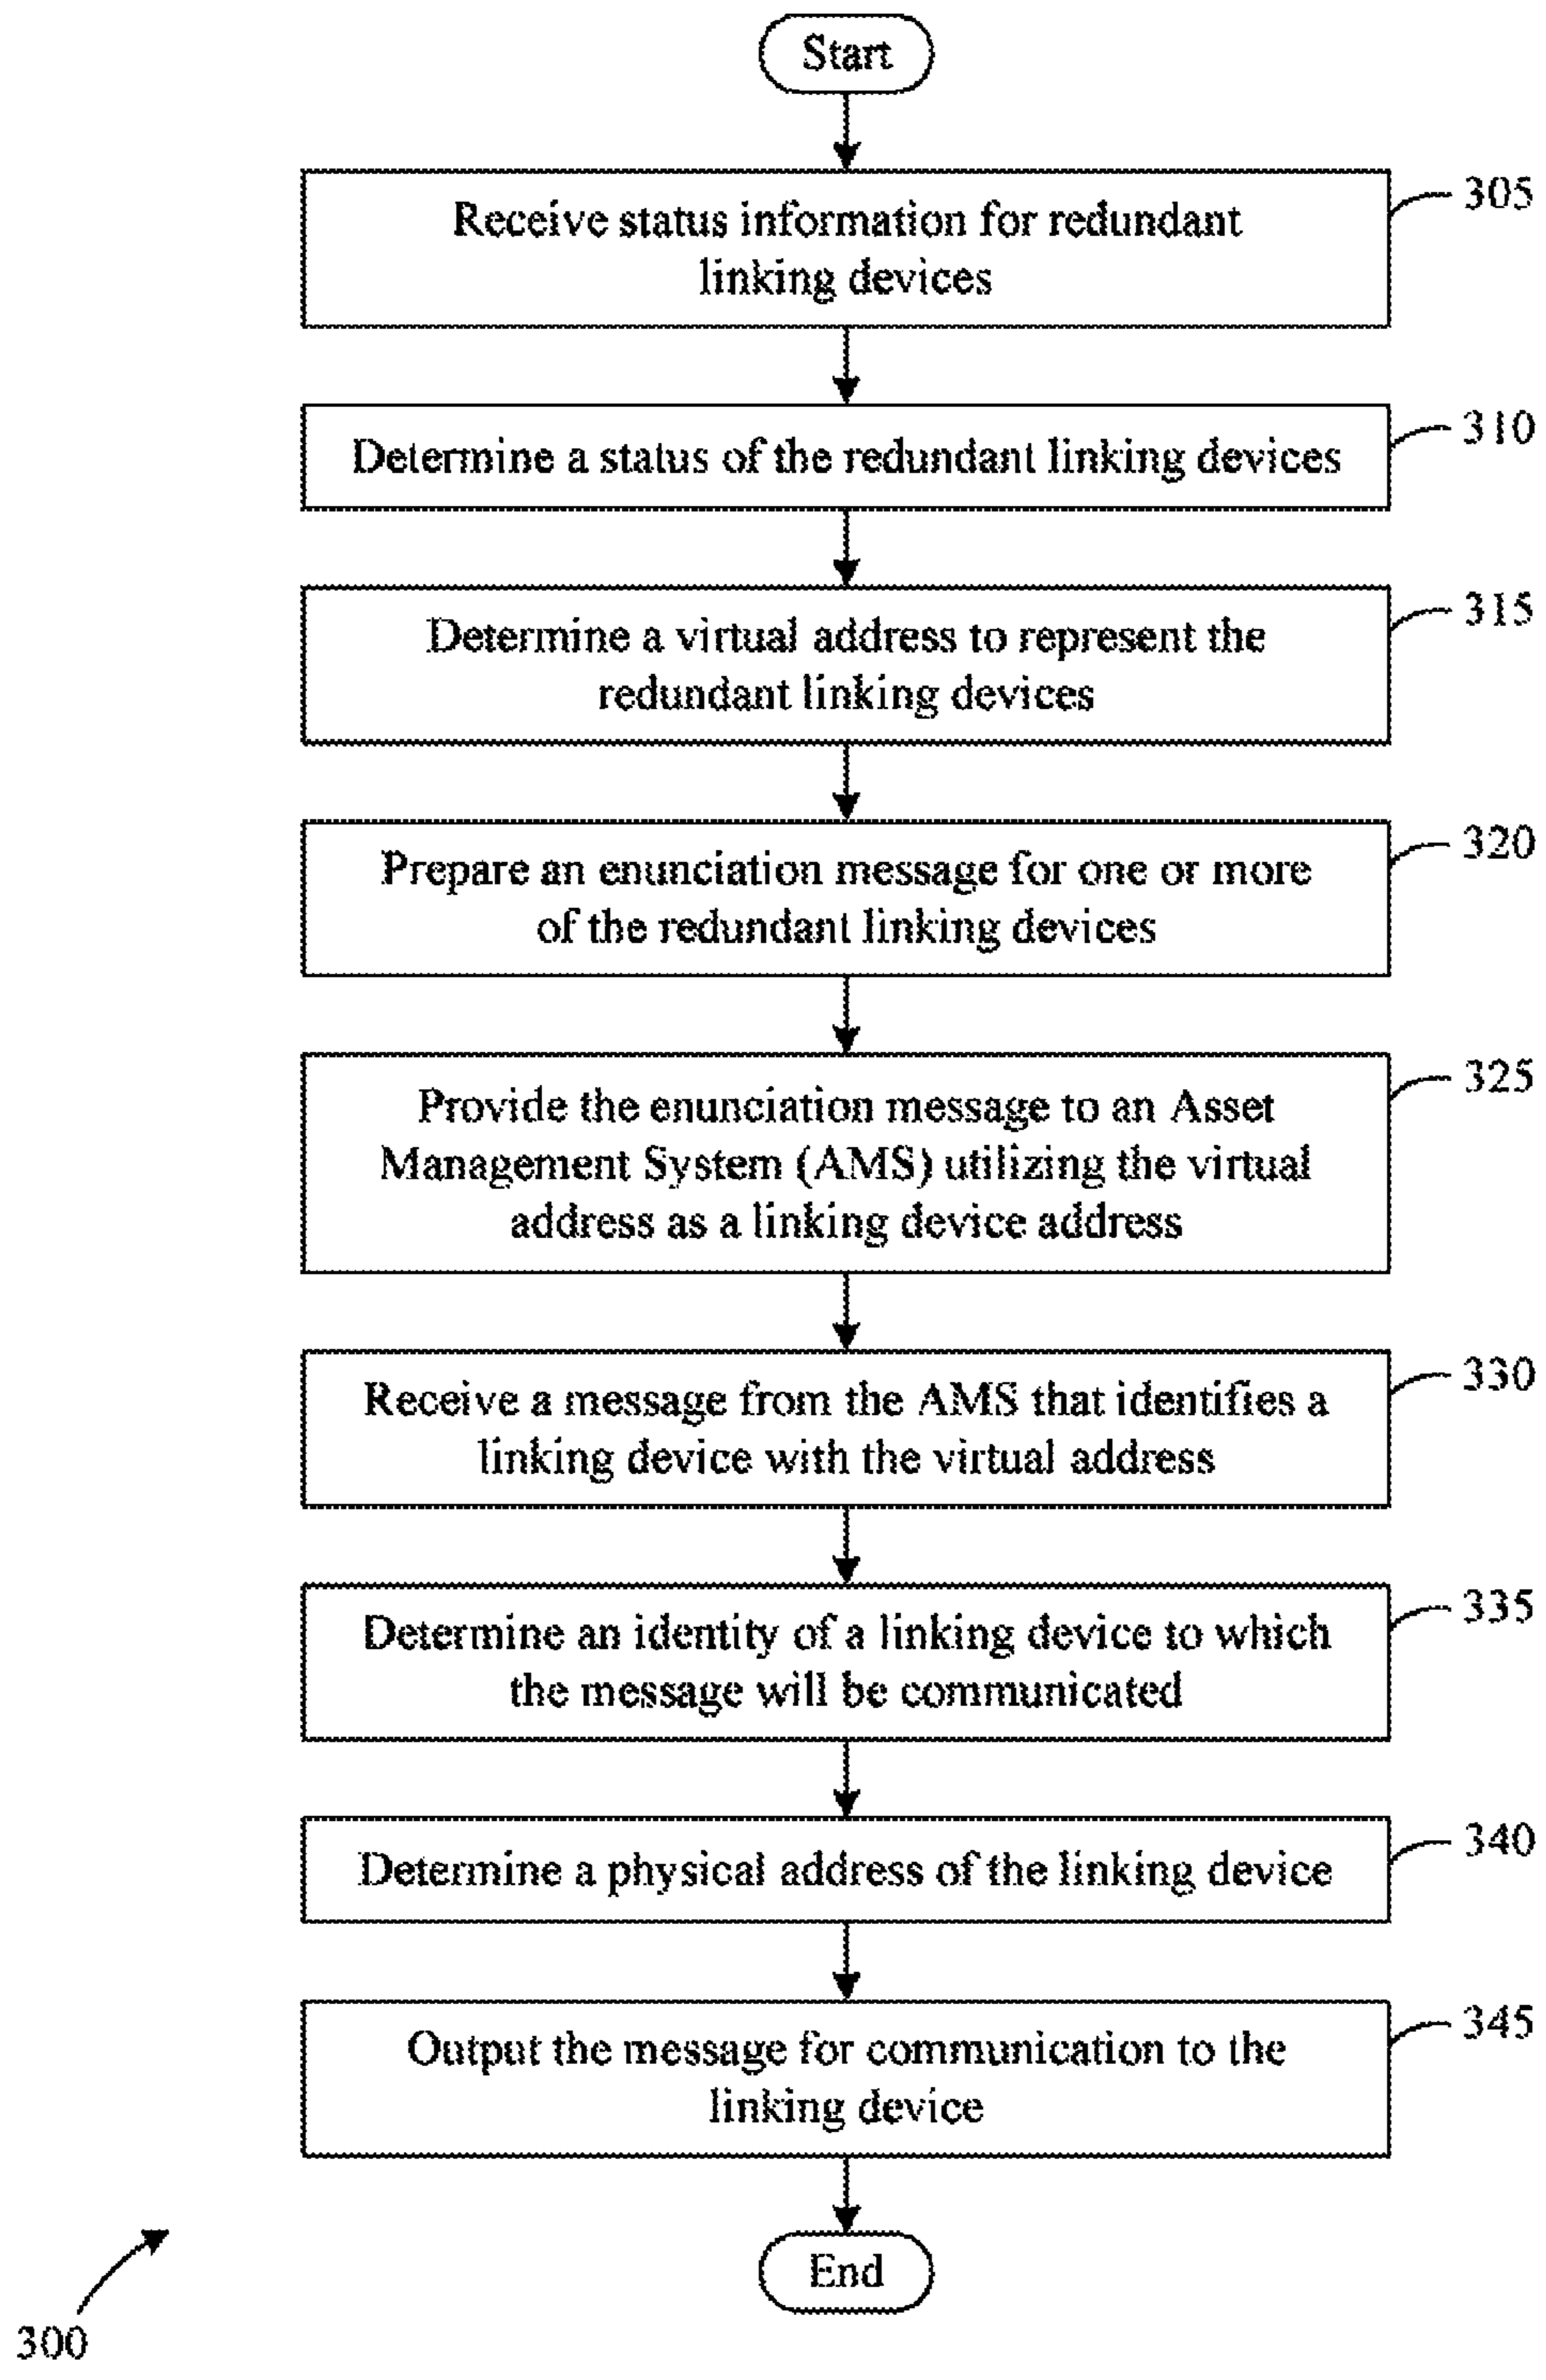 Start
Receive status information for redundant
linking devices
305
Determine a status of the redundant linking devices
310
Determine a virtual address to represent the
redundant linking devices
315
Prepare an enunciation message for one or more
of the redundant linking devices
320
Provide the enunciation message to an Asset
Management System (AMS) utilizing the virtual
address as a linking device address
325
Receive a message from the AMS that identifies a
linking device with the virtual address
330
Determine an identity of a linking device to which
the message will be communicated
335
Determine a physical address of the linking device
340
Output the message for communication to the
linking device
345
End
300